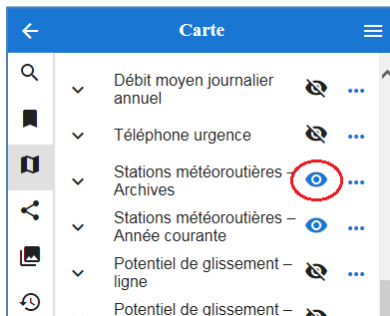 Carte
Débit moyen journalier
annuel
Téléphone urgence
Stations météoroutières –
Archives
Stations météoroutières –
Année courante
Potentiel de glissement –
ligne
Potentiel de glissement –